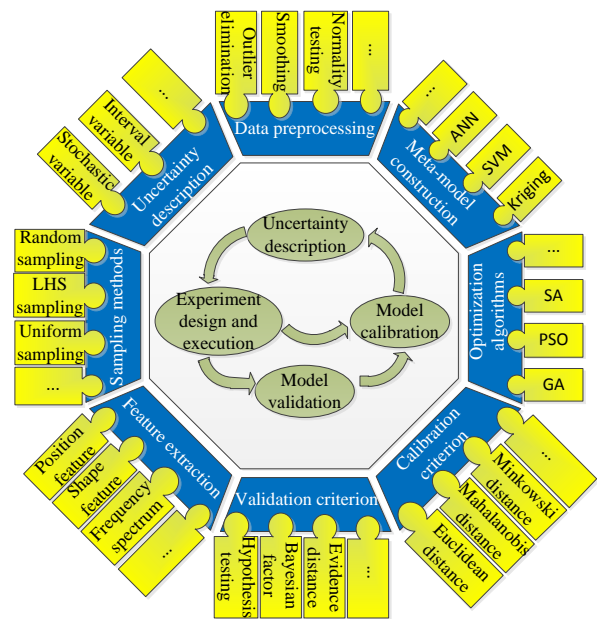 Outlier
elimination
Smoothing
Normality
testing
...
Data preprocessing
...
ANN
SVM
Kriging
Meta-model
construction
...
SA
PSO
GA
Optimization
algorithms
...
Minkowski
distance
Mahalanobis
distance
Euclidean
distance
Calibration
criterion
Hypothesis
testing
Bayesian
factor
Evidence
distance
...
Validation criterion
Position
feature
Shape
feature
Frequency
spectrum
...
Feature extraction
Random
sampling
LHS
sampling
Uniform
sampling
...
Sampling methods
Stochastic
variable
Interval
variable
...
Uncertainty
description
Uncertainty
description
Experiment
design and
execution
Model
calibration
Model
validation